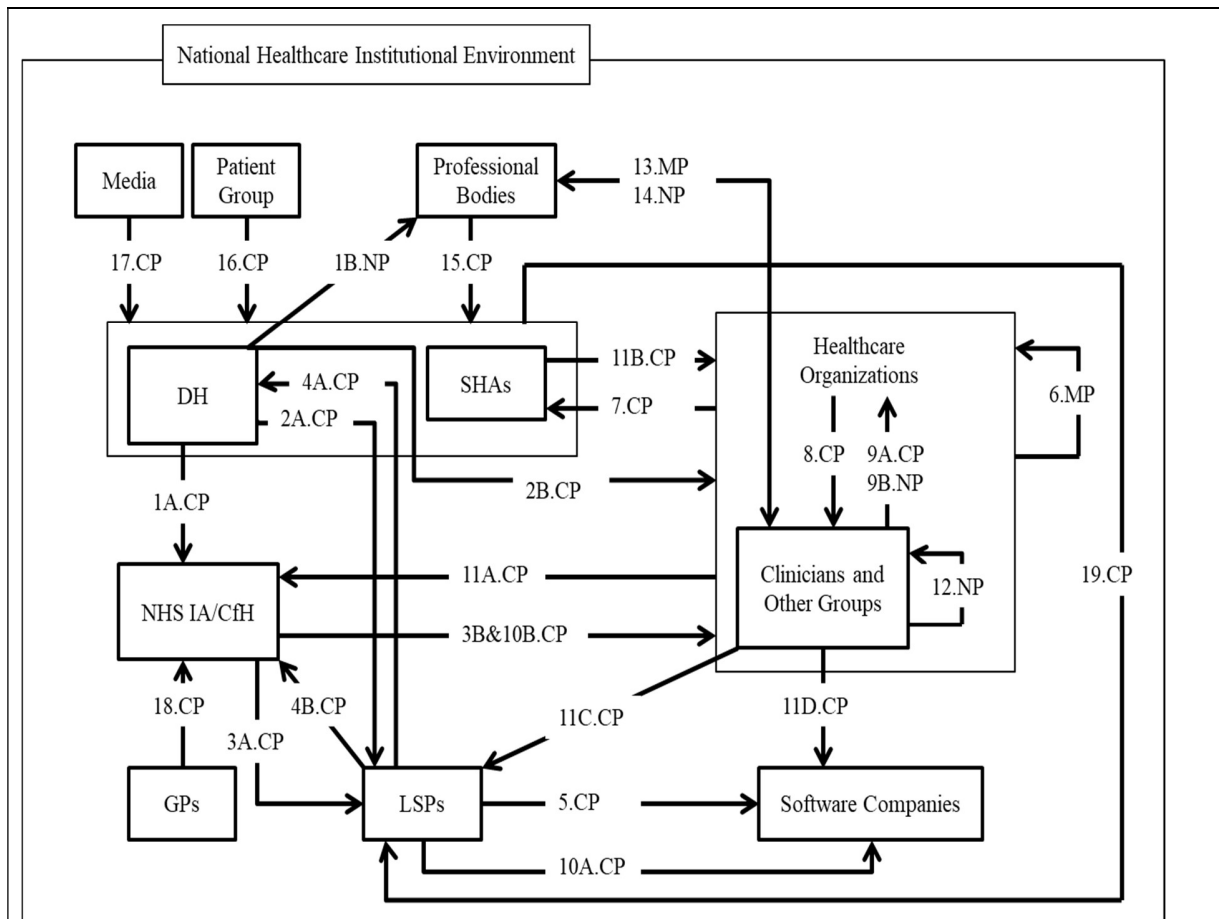 National Healthcare Institutional Environment
Media
Patient
Group
Professional
Bodies
13.MP
14.NP
17.CP
16.CP
1B.NP
15.CP
DH
4A.CP
2A.CP
SHAs
11B.CP
7.CP
Healthcare
Organizations
6.MP
8.CP
9A.CP
9B.NP
2B.CP
1A.CP
NHS IA/CfH
11A.CP
3B&10B.CP
Clinicians and
Other Groups
12.NP
19.CP
18.CP
3A.CP
4B.CP
11C.CP
11D.CP
GPs
LSPs
5.CP
Software Companies
10A.CP